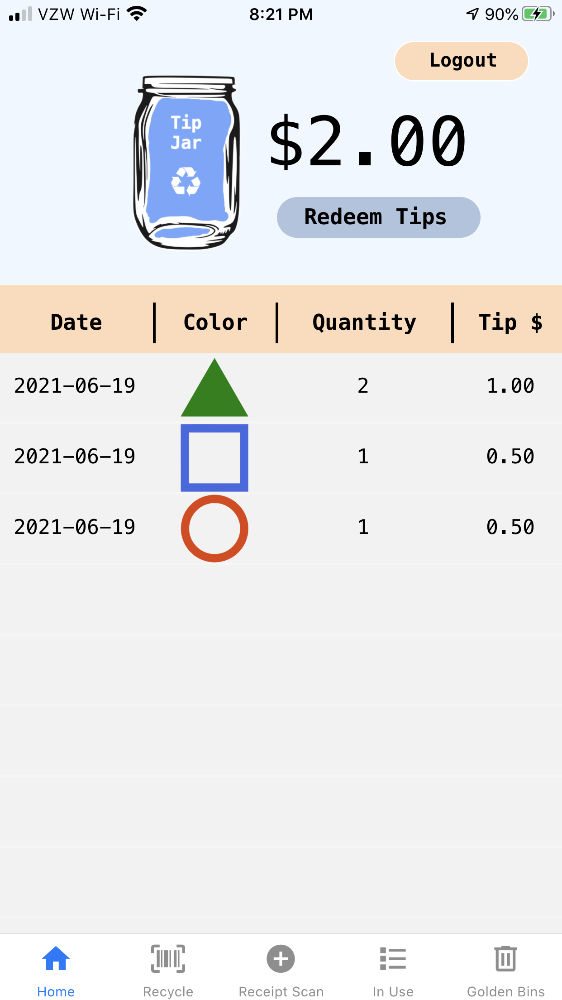 VZW Wi-Fi 8:21 PM 90%
Logout
Tip
Jar
$2.00
Redeem Tips
Date Color Quantity Tip $
2021-06-19 2 1.00
2021-06-19 1 0.50
2021-06-19 1 0.50
Home Recycle Receipt Scan In Use Golden Bins